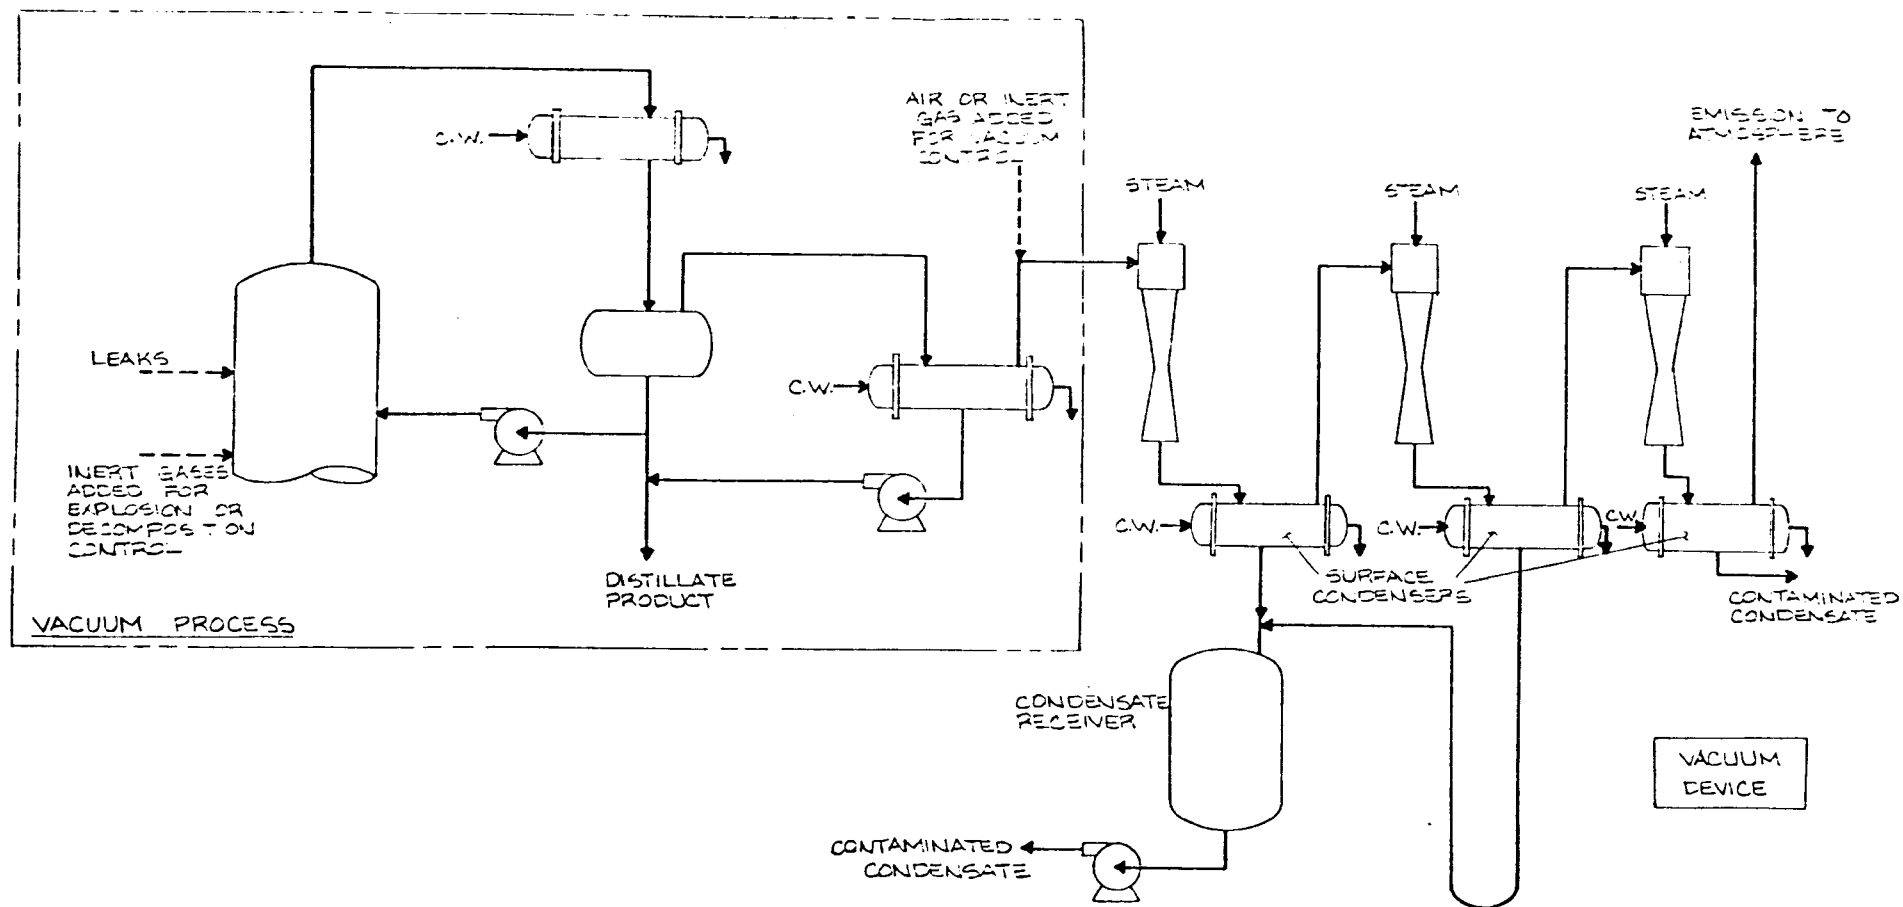 AIR OR INERT
GAS ADDED
FOR VACUUM
CONTROL
C.W.
EMISSION TO
ATMOSPHERE
STEAM
STEAM
STEAM
LEAKS
C.W.
INERT GASES
ADDED FOR
EXPLOSION OR
DECOMPOSITION
CONTROL
C.W.
C.W.
C.W.
DISTILLATE
PRODUCT
SURFACE
CONDENSERS
CONTAMINATED
CONDENSATE
VACUUM PROCESS
CONDENSATE
RECEIVER
VACUUM
DEVICE
CONTAMINATED
CONDENSATE